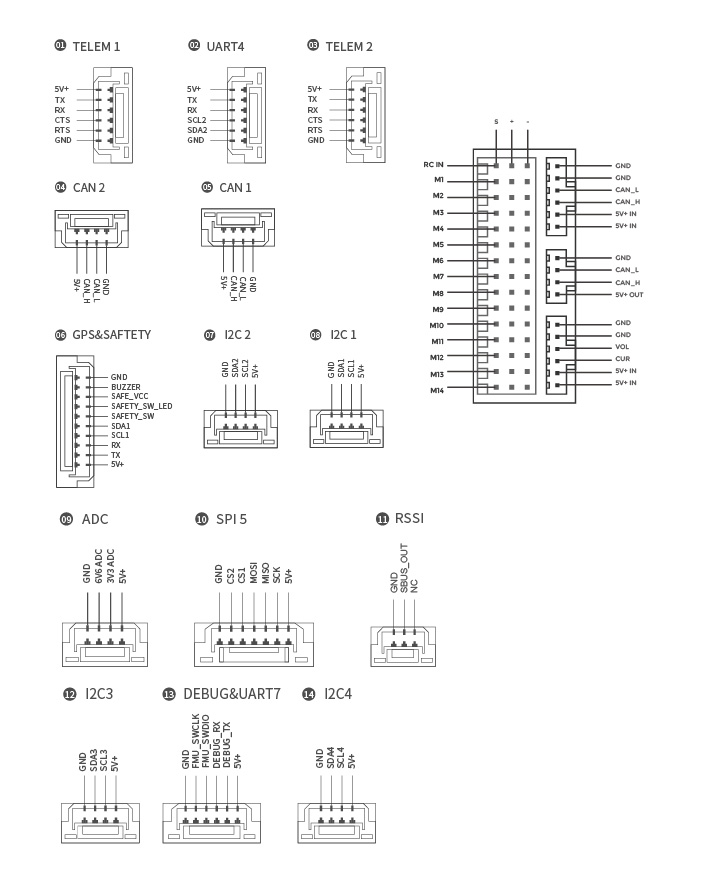 01 TELEM 1
5V+
TX
RX
CTS
RTS
GND
02 UART4
5V+
TX
RX
SCL2
SDA2
GND
03 TELEM 2
5V+
TX
RX
CTS
RTS
GND
04 CAN 2
5V+
CAN_H
CAN_L
GND
05 CAN 1
5V+
CAN_H
CAN_L
GND
S + -
RC IN
M1
M2
M3
M4
M5
M6
M7
M8
M9
M10
M11
M12
M13
M14
GND
GND
CAN_L
CAN_H
5V+ IN
5V+ IN
GND
CAN_L
CAN_H
5V+ OUT
GND
GND
VOL
CUR
5V+ IN
5V+ IN
06 GPS&SAFTETY
GND
BUZZER
SAFE_VCC
SAFETY_SW_LED
SAFETY_SW
SDA1
SCL1
RX
TX
5V+
07 I2C 2
GND
SDA2
SCL2
5V+
08 I2C 1
GND
SDA1
SCL1
5V+
09 ADC
GND
6V6 ADC
3V3 ADC
5V+
10 SPI 5
GND
CS2
CS1
MOSI
MISO
SCK
5V+
11 RSSI
GND
SBUS_OUT
NC
12 I2C3
GND
SDA3
SCL3
5V+
13 DEBUG&UART7
GND
FMU_SWCLK
FMU_SWDIO
DEBUG_RX
DEBUG_TX
5V+
14 I2C4
GND
SDA4
SCL4
5V+